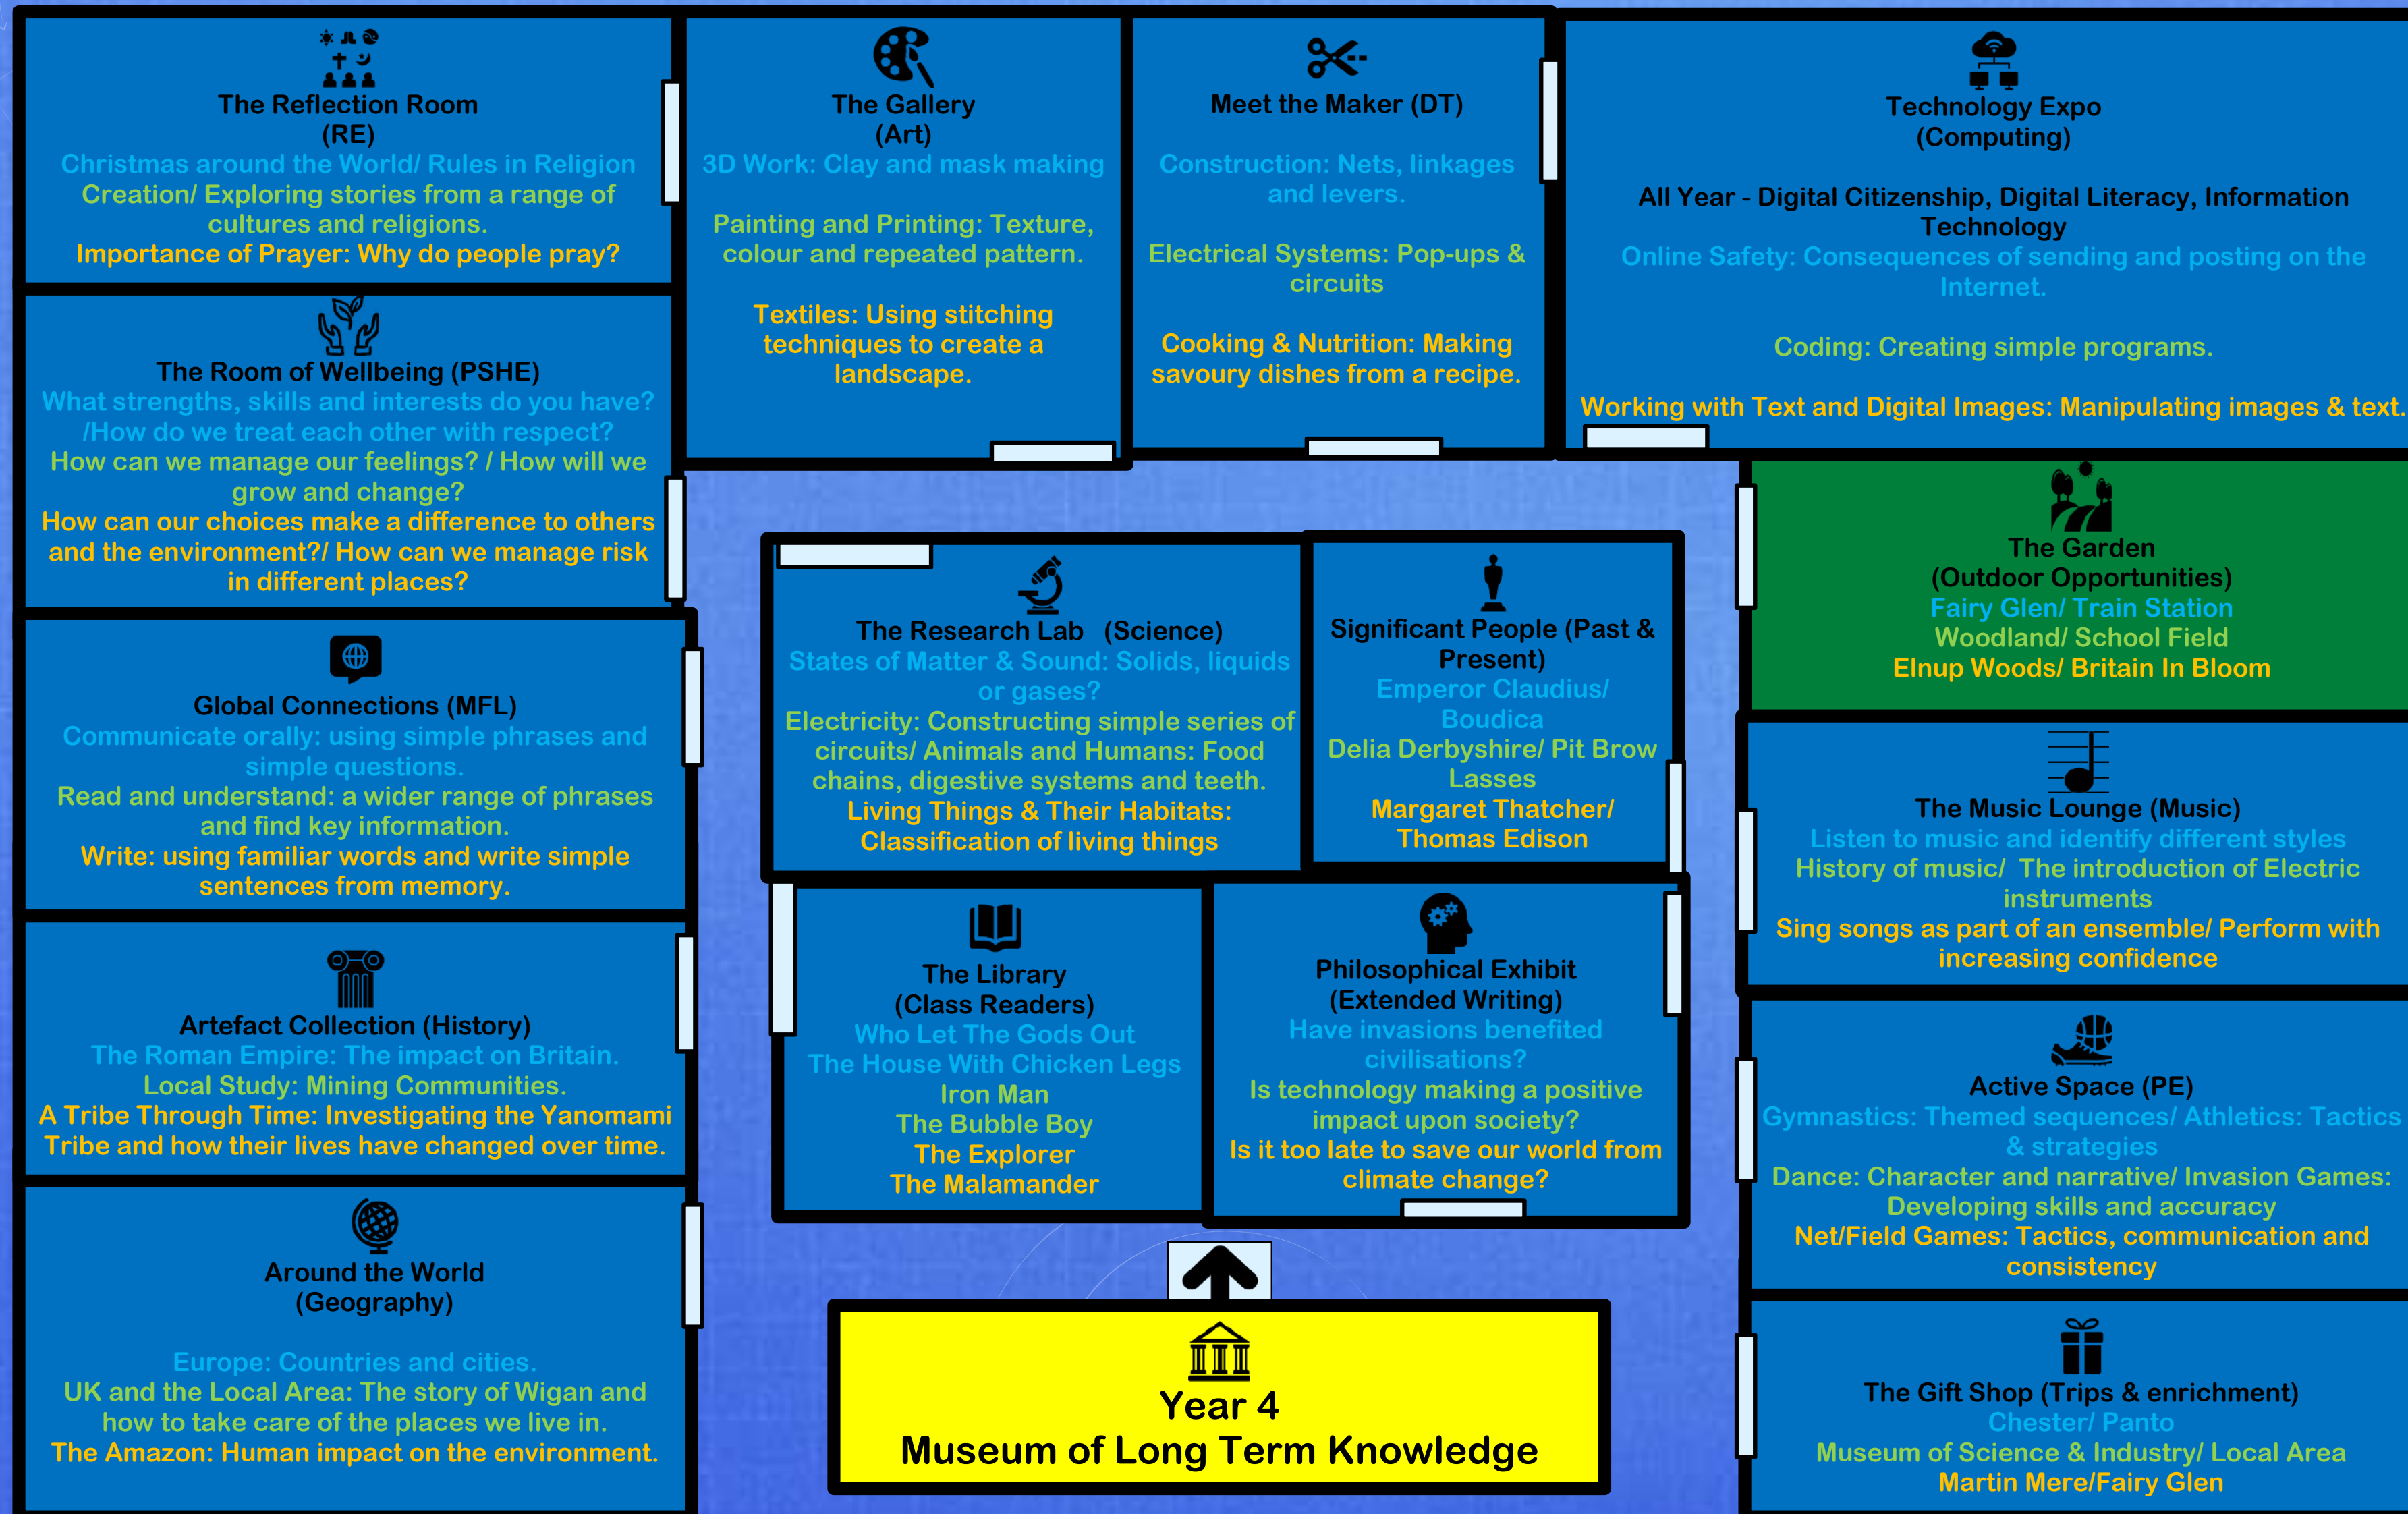 The Reflection Room
(RE)
Christmas around the World/ Rules in Religion
Creation/ Exploring stories from a range of
cultures and religions.
Importance of Prayer: Why do people pray?
The Gallery
(Art)
3D Work: Clay and mask making
Painting and Printing: Texture,
colour and repeated pattern.
Textiles: Using stitching
techniques to create a
landscape.
Meet the Maker (DT)
Construction: Nets, linkages
and levers.
Electrical Systems: Pop-ups &
circuits
Cooking & Nutrition: Making
savoury dishes from a recipe.
Technology Expo
(Computing)
All Year - Digital Citizenship, Digital Literacy, Information
Technology
Online Safety: Consequences of sending and posting on the
Internet.
Coding: Creating simple programs.
Working with Text and Digital Images: Manipulating images & text.
The Room of Wellbeing (PSHE)
What strengths, skills and interests do you have?
/How do we treat each other with respect?
How can we manage our feelings? / How will we
grow and change?
How can our choices make a difference to others
and the environment?/ How can we manage risk
in different places?
Global Connections (MFL)
Communicate orally: using simple phrases and
simple questions.
Read and understand: a wider range of phrases
and find key information.
Write: using familiar words and write simple
sentences from memory.
Artefact Collection (History)
The Roman Empire: The impact on Britain.
Local Study: Mining Communities.
A Tribe Through Time: Investigating the Yanomami
Tribe and how their lives have changed over time.
Around the World
(Geography)
Europe: Countries and cities.
UK and the Local Area: The story of Wigan and
how to take care of the places we live in.
The Amazon: Human impact on the environment.
The Research Lab (Science)
States of Matter & Sound: Solids, liquids
or gases?
Electricity: Constructing simple series of
circuits/ Animals and Humans: Food
chains, digestive systems and teeth.
Living Things & Their Habitats:
Classification of living things
Significant People (Past &
Present)
Emperor Claudius/
Boudica
Delia Derbyshire/ Pit Brow
Lasses
Margaret Thatcher/
Thomas Edison
The Library
(Class Readers)
Who Let The Gods Out
The House With Chicken Legs
Iron Man
The Bubble Boy
The Explorer
The Malamander
Philosophical Exhibit
(Extended Writing)
Have invasions benefited
civilisations?
Is technology making a positive
impact upon society?
Is it too late to save our world from
climate change?
Year 4
Museum of Long Term Knowledge
The Garden
(Outdoor Opportunities)
Fairy Glen/ Train Station
Woodland/ School Field
Elnup Woods/ Britain In Bloom
The Music Lounge (Music)
Listen to music and identify different styles
History of music/ The introduction of Electric
instruments
Sing songs as part of an ensemble/ Perform with
increasing confidence
Active Space (PE)
Gymnastics: Themed sequences/ Athletics: Tactics
& strategies
Dance: Character and narrative/ Invasion Games:
Developing skills and accuracy
Net/Field Games: Tactics, communication and
consistency
The Gift Shop (Trips & enrichment)
Chester/ Panto
Museum of Science & Industry/ Local Area
Martin Mere/Fairy Glen